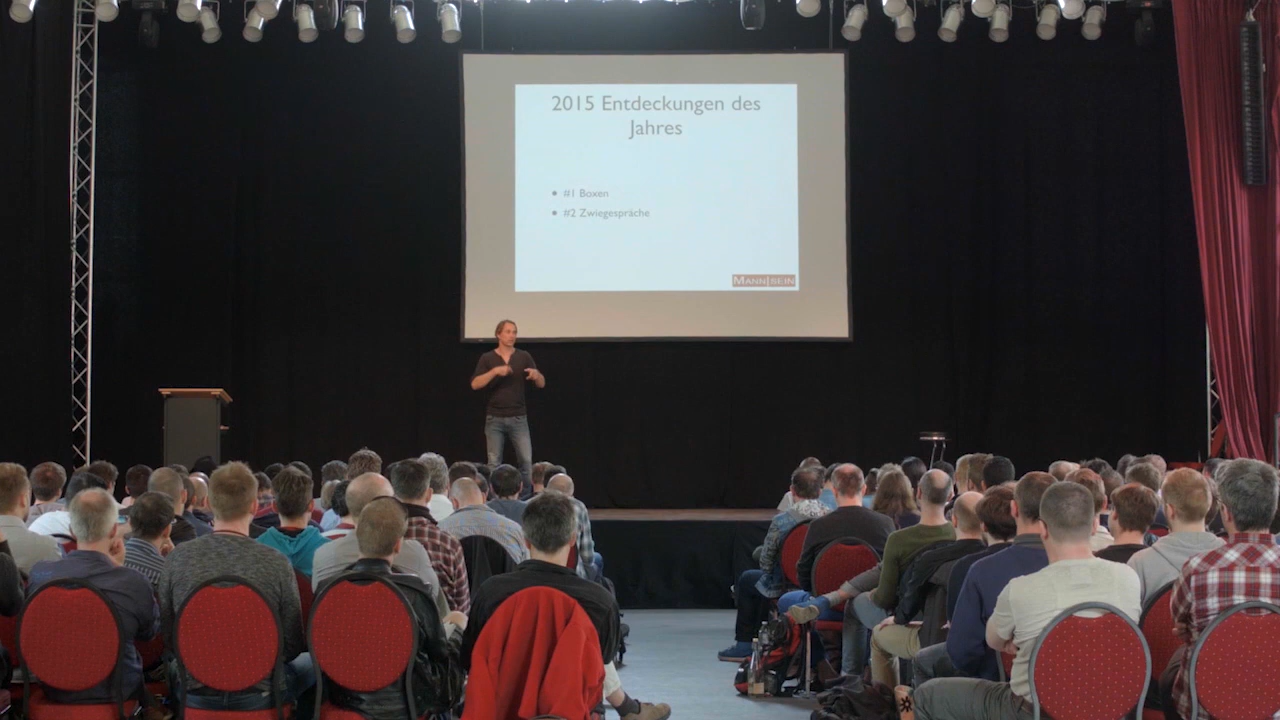 2015 Entdeckungen des
Jahres
#1 Boxen
#2 Zwiegespräche
MANN|SEIN